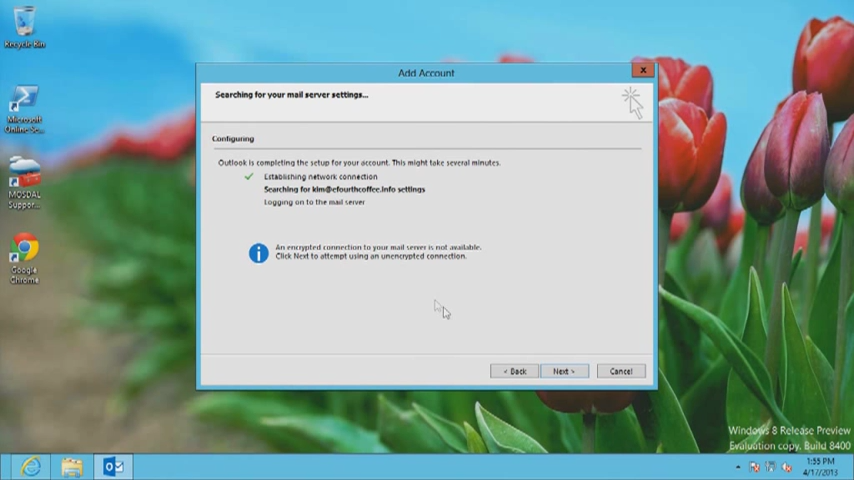 Recycle Bin
Microsoft
Online Se...
MOSDAL
Suppor...
Google
Chrome
Add Account
x
Searching for your mail server settings...
Configuring
Outlook is completing the setup for your account. This might take several minutes.
Establishing network connection
Searching for kim@efourthcoffee.info settings
Logging on to the mail server
An encrypted connection to your mail server is not available.
Click Next to attempt using an unencrypted connection.
< Back
Next >
Cancel
Windows 8 Release Preview
Evaluation copy. Build 8400
1:55 PM
4/17/2013